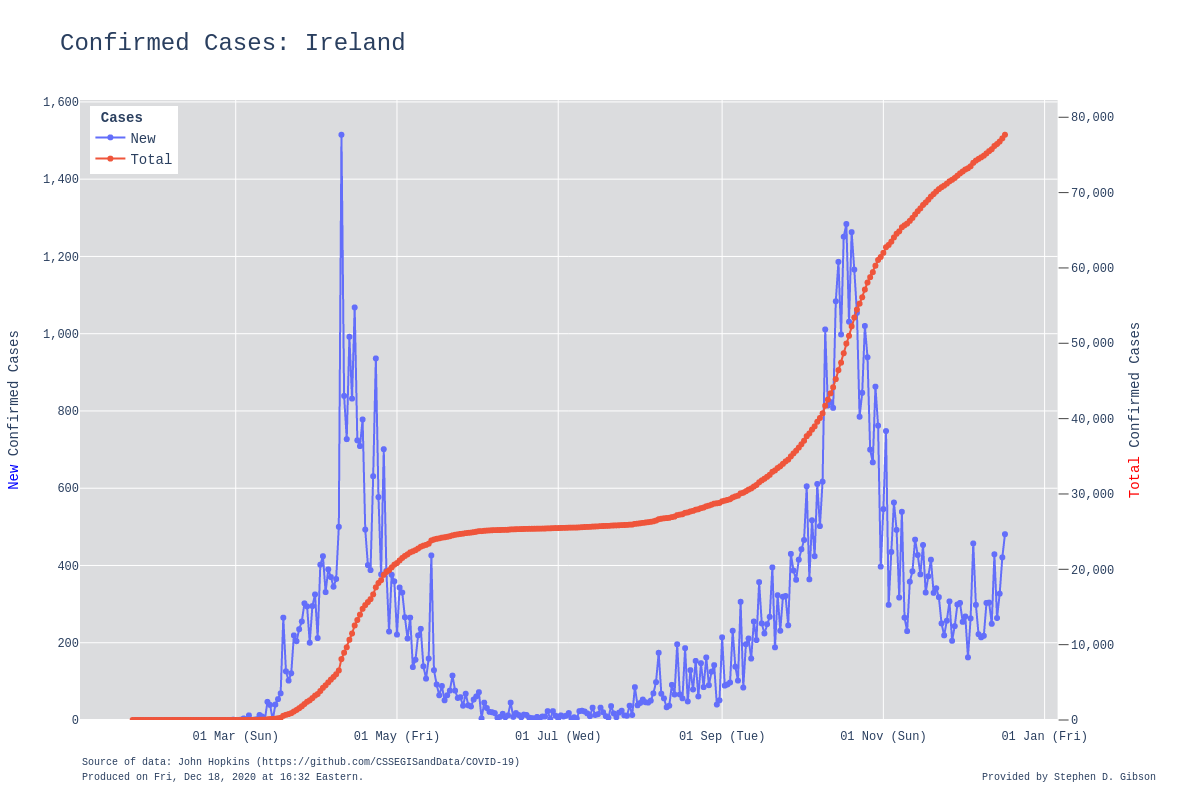 Confirmed Cases: Ireland
1,600
1,400
1,200
1,000
800
600
400
200
0
80,000
70,000
60,000
50,000
40,000
30,000
20,000
10,000
0
Cases
New
Total
New Confirmed Cases
Total Confirmed Cases
01 Mar (Sun)
01 May (Fri)
01 Jul (Wed)
01 Sep (Tue)
01 Nov (Sun)
01 Jan (Fri)
Source of data: John Hopkins (https://github.com/CSSEGISandData/COVID-19)
Produced on Fri, Dec 18, 2020 at 16:32 Eastern.
Provided by Stephen D. Gibson